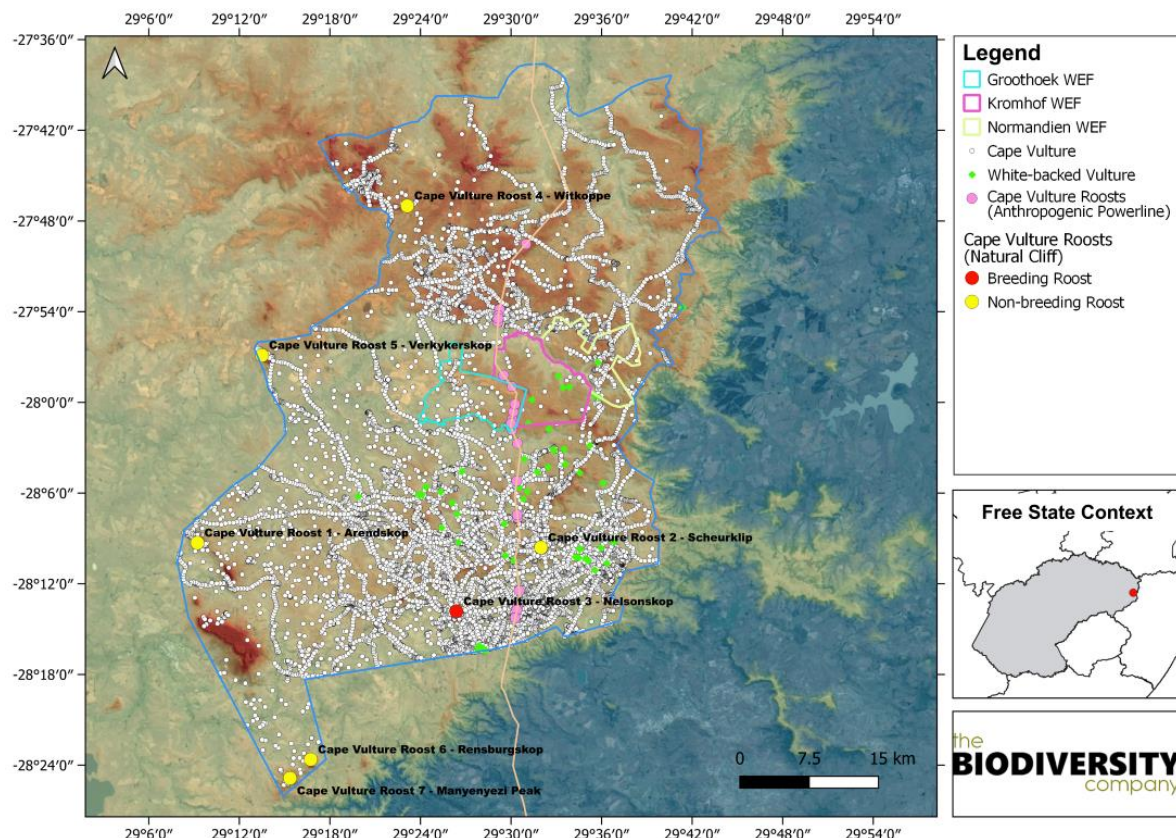 29°6′0″ 29°12′0″ 29°18′0″ 29°24′0″ 29°30′0″ 29°36′0″ 29°42′0″ 29°48′0″ 29°54′0″
-27°36′0″
-27°42′0″
-27°48′0″
-27°54′0″
-28°0′0″
-28°6′0″
-28°12′0″
-28°18′0″
-28°24′0″
Cape Vulture Roost 4 - Witkoppe
Cape Vulture Roost 5 - Verkykerskop
Cape Vulture Roost 1 - Arendskop
Cape Vulture Roost 2 - Scheurklip
Cape Vulture Roost 3 - Nelsonskop
Cape Vulture Roost 6 - Rensburgskop
Cape Vulture Roost 7 - Manyenyezi Peak
0 7.5 15 km
29°6′0″ 29°12′0″ 29°18′0″ 29°24′0″ 29°30′0″ 29°36′0″ 29°42′0″ 29°48′0″ 29°54′0″
Legend
Groothoek WEF
Kromhof WEF
Normandien WEF
Cape Vulture
White-backed Vulture
Cape Vulture Roosts
(Anthropogenic Powerline)
Cape Vulture Roosts
(Natural Cliff)
Breeding Roost
Non-breeding Roost
Free State Context
the
BIODIVERSITY
company